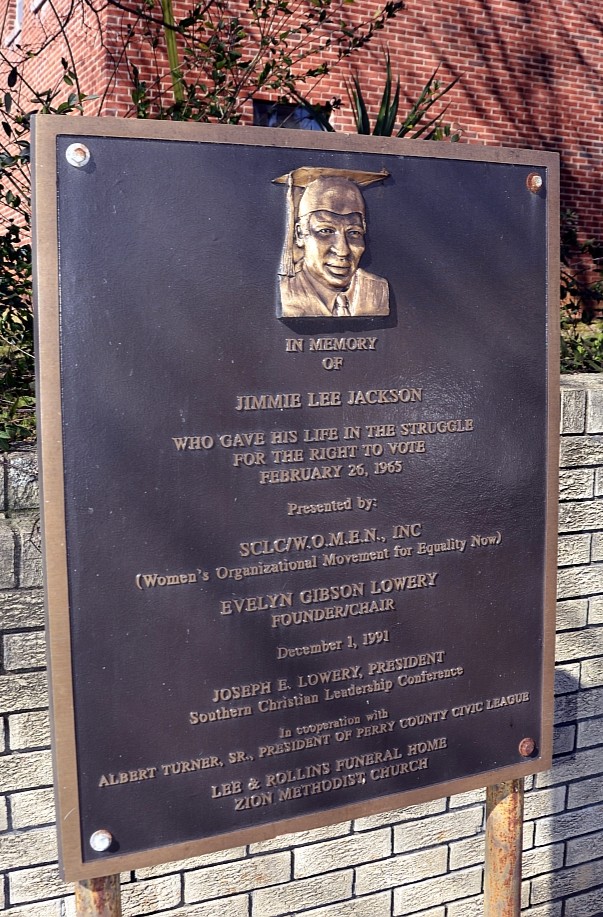 IN MEMORY
OF
JIMMIE LEE JACKSON
WHO GAVE HIS LIFE IN THE STRUGGLE
FOR THE RIGHT TO VOTE
FEBRUARY 26, 1965
Presented by:
SCLC/W.O.M.E.N., INC
(Women's Organizational Movement for Equality Now)
EVELYN GIBSON LOWERY
FOUNDER/CHAIR
December 1, 1991
JOSEPH E. LOWERY, PRESIDENT
Southern Christian Leadership Conference
In cooperation with
ALBERT TURNER, SR., PRESIDENT OF PERRY COUNTY CIVIC LEAGUE
LEE & ROLLINS FUNERAL HOME
ZION METHODIST CHURCH